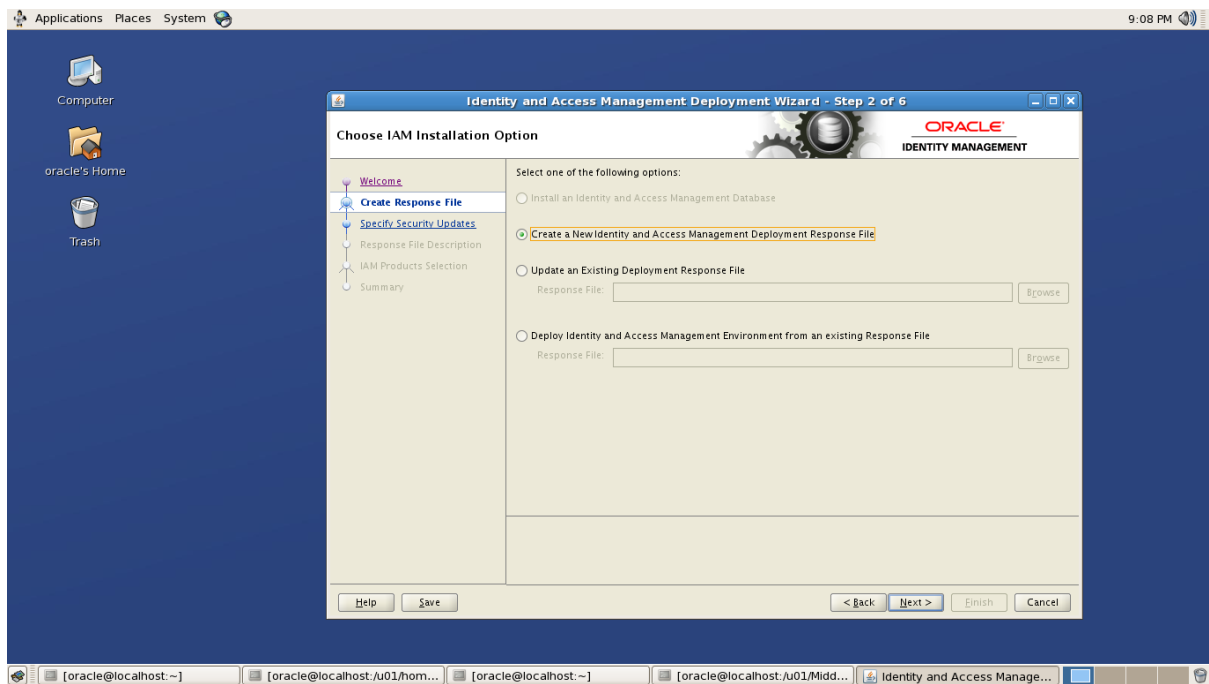 Applications Places System
9:08 PM
Computer
oracle's Home
Trash
Identity and Access Management Deployment Wizard - Step 2 of 6
Choose IAM Installation Option
ORACLE
IDENTITY MANAGEMENT
Welcome
Create Response File
Specify Security Updates
Response File Description
IAM Products Selection
Summary
Select one of the following options:
Install an Identity and Access Management Database
Create a New Identity and Access Management Deployment Response File
Update an Existing Deployment Response File
Response File: Browse
Deploy Identity and Access Management Environment from an existing Response File
Response File: Browse
Help Save < Back Next > Finish Cancel
[oracle@localhost:~] [oracle@localhost:/u01/hom... [oracle@localhost:~] [oracle@localhost:/u01/Midd... Identity and Access Manage...